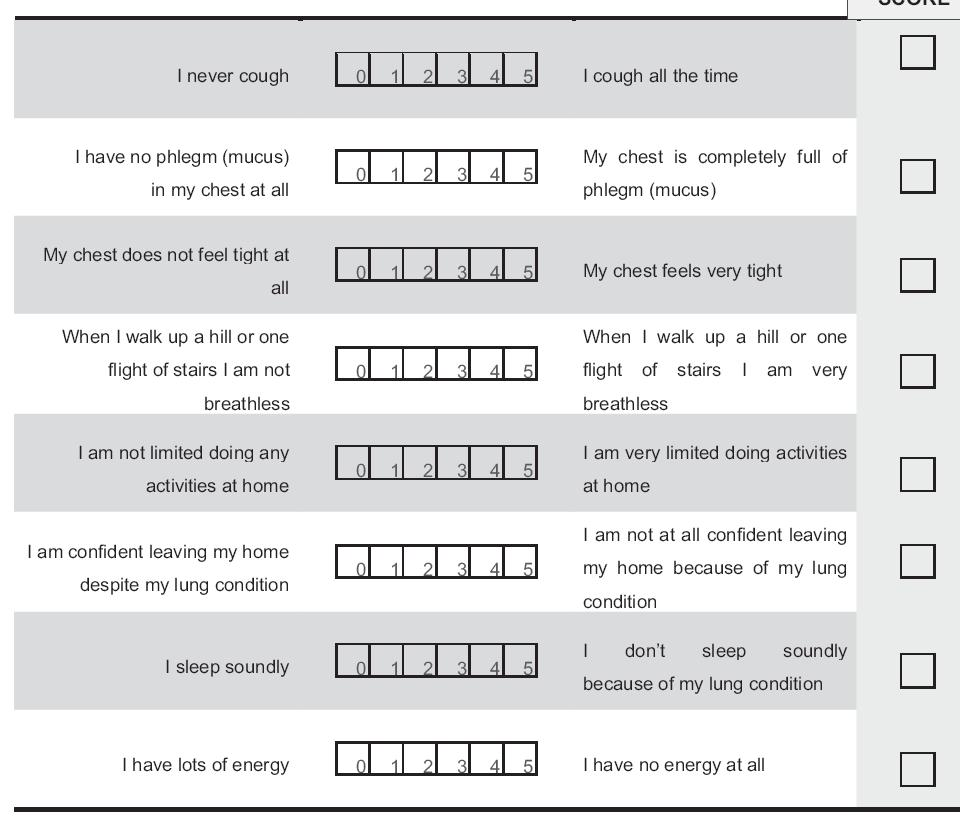 SCORE
I never cough
0 1 2 3 4 5
I cough all the time
I have no phlegm (mucus)
in my chest at all
0 1 2 3 4 5
My chest is completely full of
phlegm (mucus)
My chest does not feel tight at
all
0 1 2 3 4 5
My chest feels very tight
When I walk up a hill or one
flight of stairs I am not
breathless
0 1 2 3 4 5
When I walk up a hill or one
flight of stairs I am very
breathless
I am not limited doing any
activities at home
0 1 2 3 4 5
I am very limited doing activities
at home
I am confident leaving my home
despite my lung condition
0 1 2 3 4 5
I am not at all confident leaving
my home because of my lung
condition
I sleep soundly
0 1 2 3 4 5
I don't sleep soundly
because of my lung condition
I have lots of energy
0 1 2 3 4 5
I have no energy at all